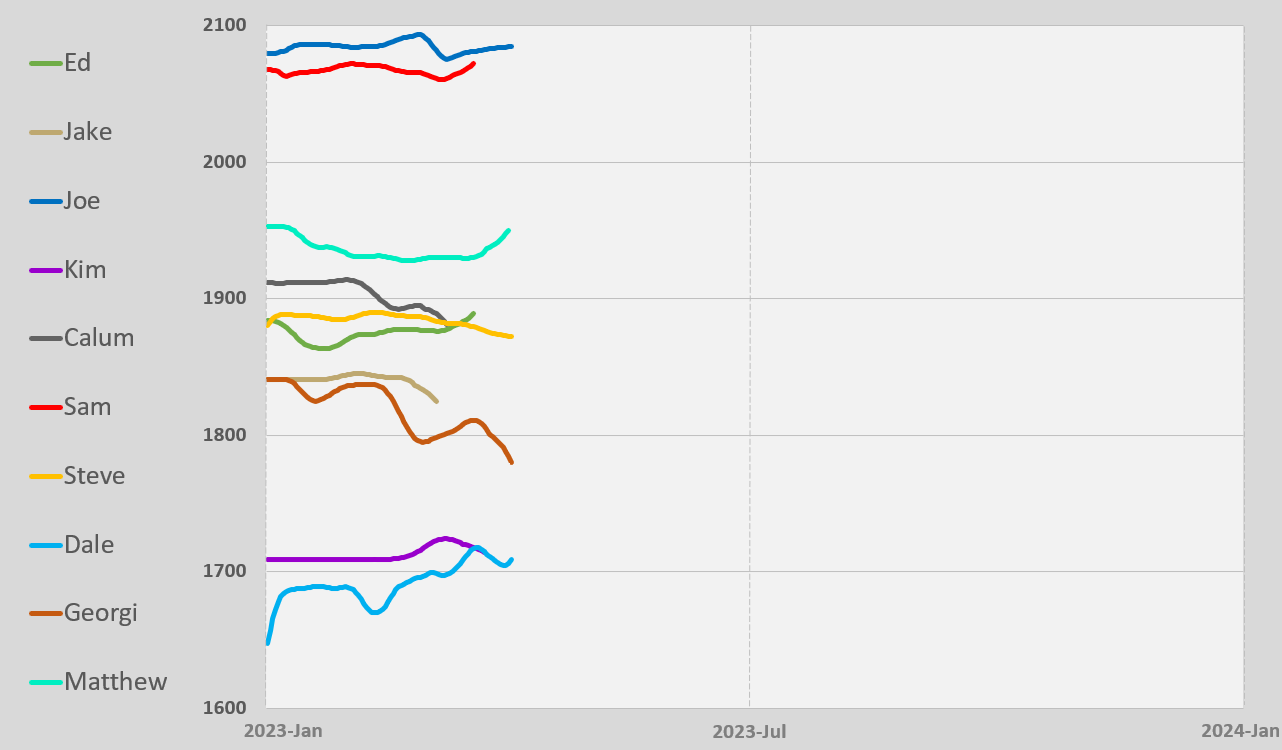 Ed
Jake
Joe
Kim
Calum
Sam
Steve
Dale
Georgi
Matthew
2100
2000
1900
1800
1700
1600
2023-Jan 2023-Jul 2024-Jan